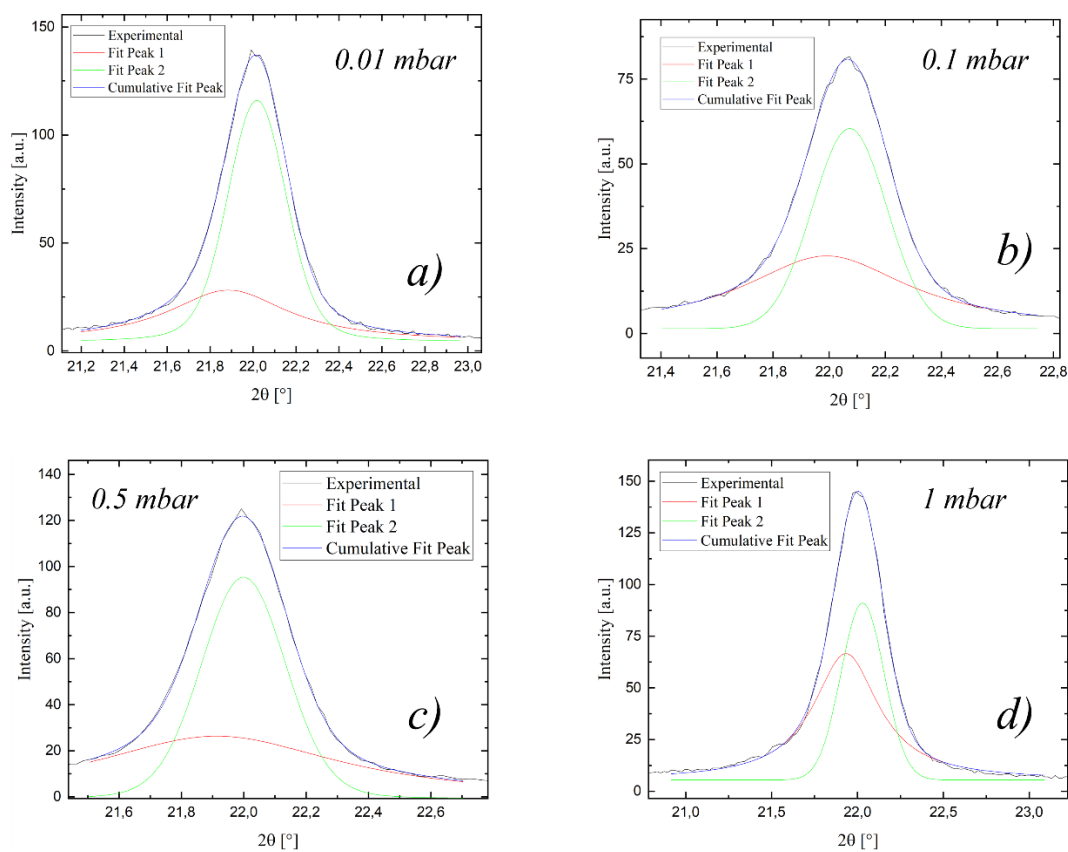 Experimental
Fit Peak 1
Fit Peak 2
Cumulative Fit Peak
0.01 mbar
a)
150
100
50
0
Intensity [a.u.]
21,2 21,4 21,6 21,8 22,0 22,2 22,4 22,6 22,8 23,0
2θ [°]
Experimental
Fit Peak 1
Fit Peak 2
Cumulative Fit Peak
0.1 mbar
b)
75
50
25
0
Intensity [a.u.]
21,4 21,6 21,8 22,0 22,2 22,4 22,6 22,8
2θ [°]
0.5 mbar
Experimental
Fit Peak 1
Fit Peak 2
Cumulative Fit Peak
c)
140
120
100
80
60
40
20
0
Intensity [a.u.]
21,6 21,8 22,0 22,2 22,4 22,6
2θ [°]
Experimental
Fit Peak 1
Fit Peak 2
Cumulative Fit Peak
1 mbar
d)
150
125
100
75
50
25
0
Intensity [a.u.]
21,0 21,5 22,0 22,5 23,0
2θ [°]